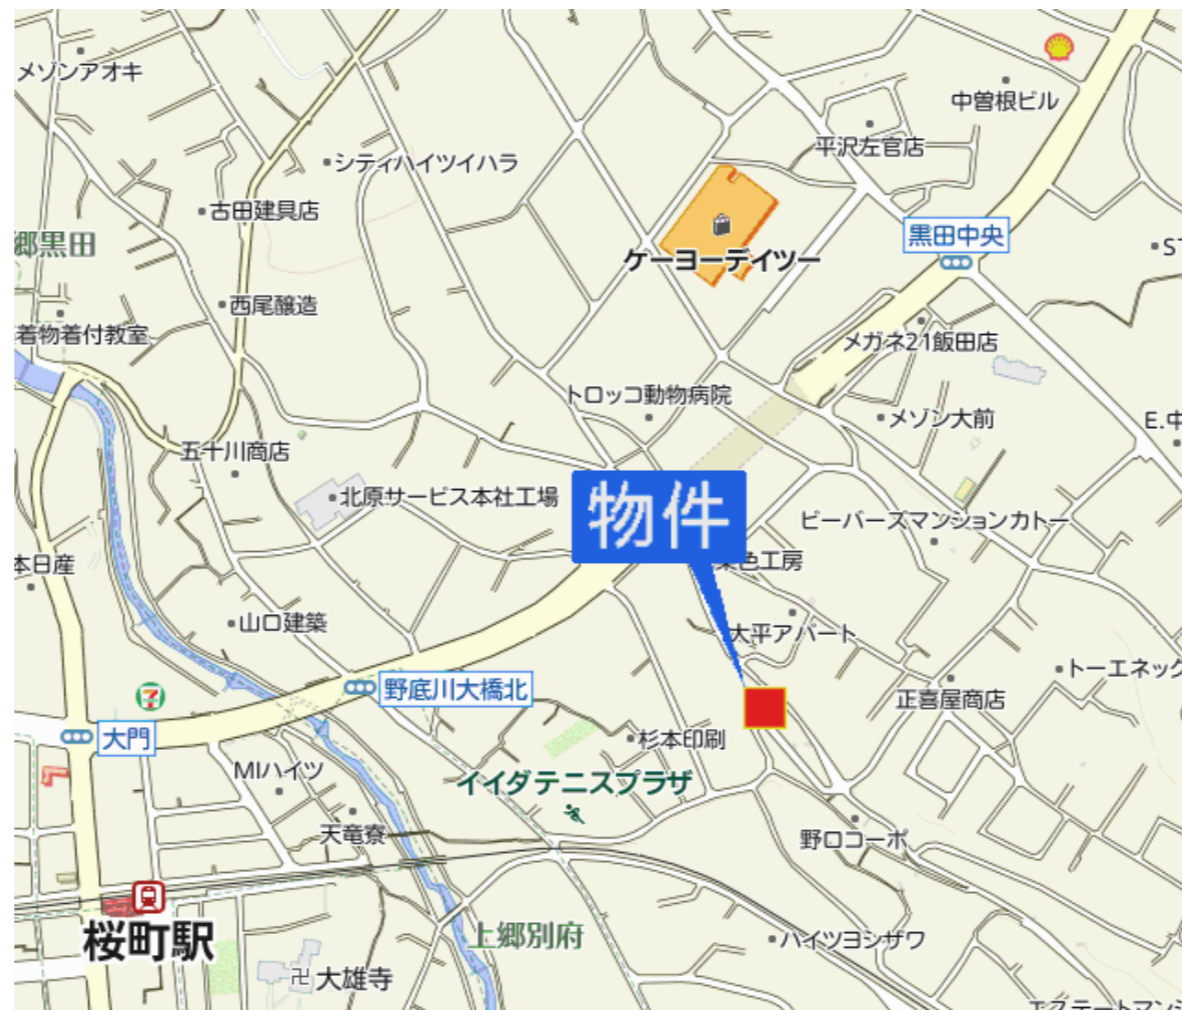 メゾンアオキ
中曽根ビル
平沢左官店
シティハイツイハラ
古田建具店
黒田中央
郷黒田
ケーヨーデイツー
西尾醸造
着物着付教室
メガネ21飯田店
トロッコ動物病院
メゾン大前
五十川商店
北原サービス本社工場
物件
ビーバーズマンションカトー
本日産
色工房
山口建築
大平アパート
トーエネック
野底川大橋北
正喜屋商店
大門
杉本印刷
MIハイツ
イイダテニスプラザ
天竜寮
野口コーポ
桜町駅
上郷別府
ハイツヨシザワ
卍 大雄寺